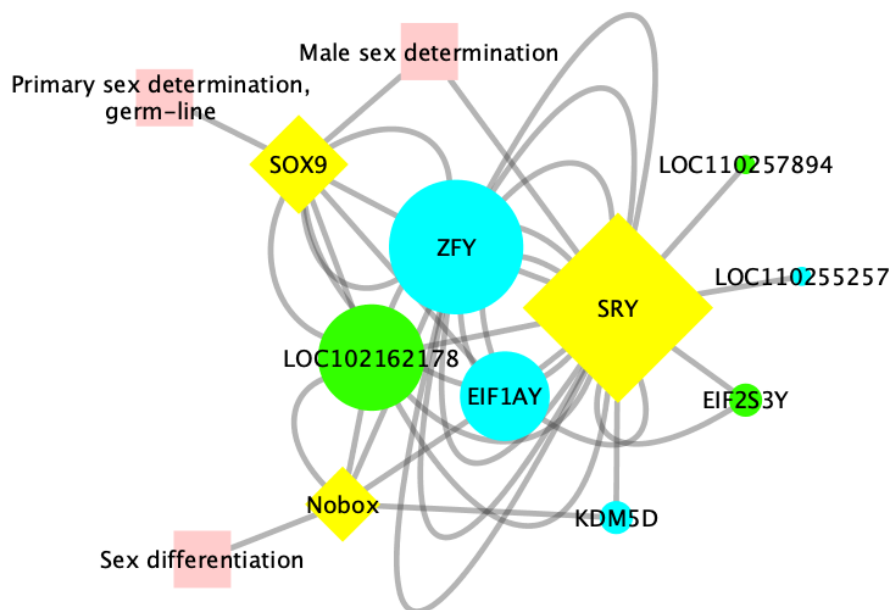 Male sex determination
Primary sex determination,
germ-line
SOX9
LOC110257894
ZFY
LOC110255257
SRY
LOC102162178
EIF1AY
EIF2S3Y
Nobox
KDM5D
Sex differentiation